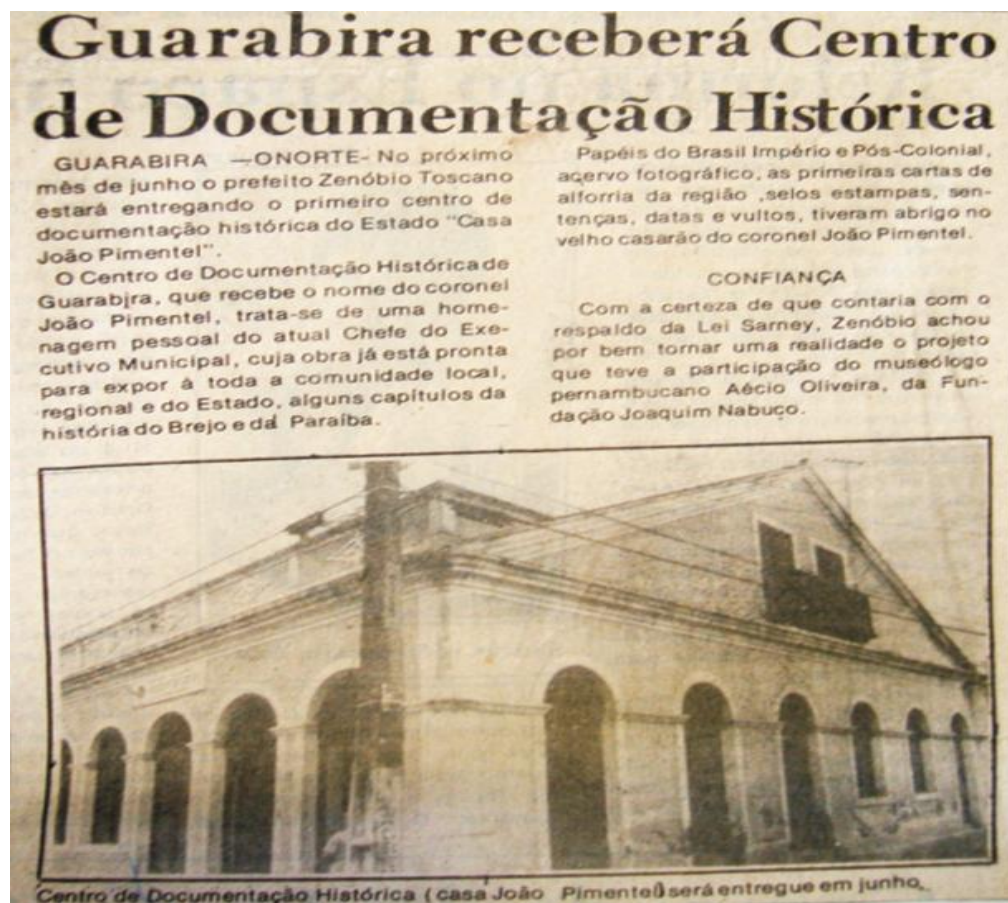 Guarabira receberá Centro
de Documentação Histórica
GUARABIRA —ONORTE- No próximo
mês de junho o prefeito Zenóbio Toscano
estará entregando o primeiro centro de
documentação histórica do Estado "Casa
João Pimentel".
O Centro de Documentação Histórica de
Guarabira, que recebe o nome do coronel
João Pimentel, trata-se de uma home-
nagem pessoal do atual Chefe do Exe-
cutivo Municipal, cuja obra já está pronta
para expor á toda a comunidade local,
regional e do Estado, alguns capítulos da
história do Brejo e da Paraíba.
Papéis do Brasil Império e Pós-Colonial,
acervo fotográfico, as primeiras cartas de
alforria da região ,selos estampas, sen-
tenças, datas e vultos, tiveram abrigo no
velho casarão do coronel João Pimentel.
CONFIANÇA
Com a certeza de que contaria com o
respaldo da Lei Sarney, Zenóbio achou
por bem tornar uma realidade o projeto
que teve a participação do museólogo
pernambucano Aécio Oliveira, da Fun-
dação Joaquim Nabuco.
Centro de Documentação Histórica ( casa João Pimentel) será entregue em junho.